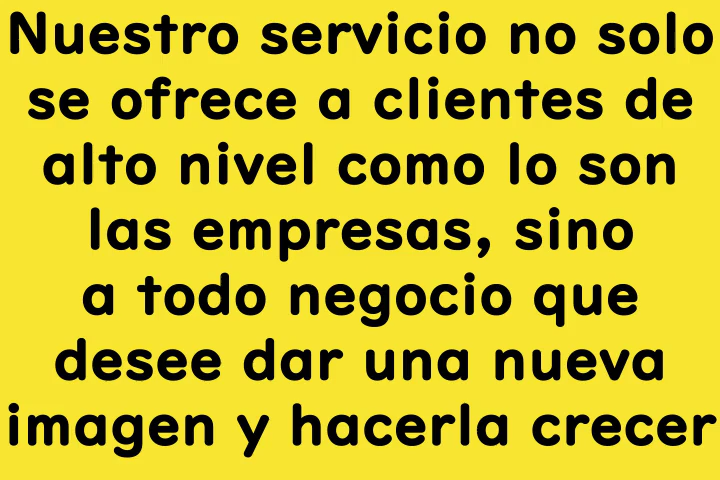 Nuestro servicio no solo
se ofrece a clientes de
alto nivel como lo son
las empresas, sino
a todo negocio que
desee dar una nueva
imagen y hacerla crecer